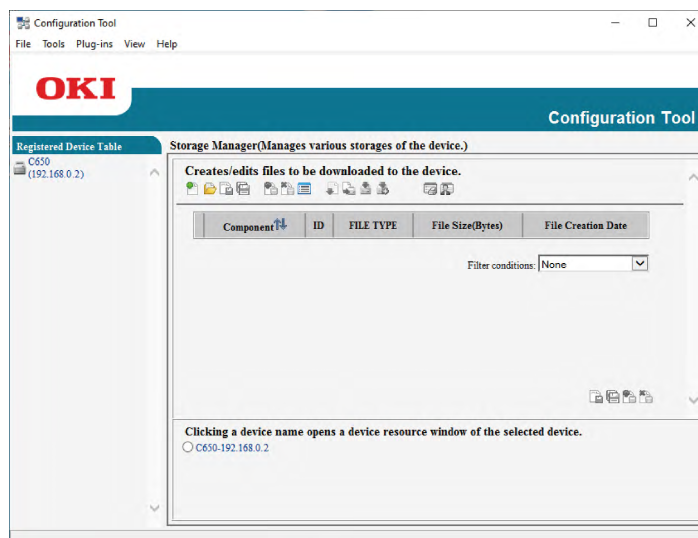 Configuration Tool
File Tools Plug-ins View Help
OKI
Configuration Tool
Registered Device Table
C650
(192.168.0.2)
Storage Manager(Manages various storages of the device.)
Creates/edits files to be downloaded to the device.
Component ID FILE TYPE File Size(Bytes) File Creation Date
Filter conditions: None
Clicking a device name opens a device resource window of the selected device.
C650-192.168.0.2